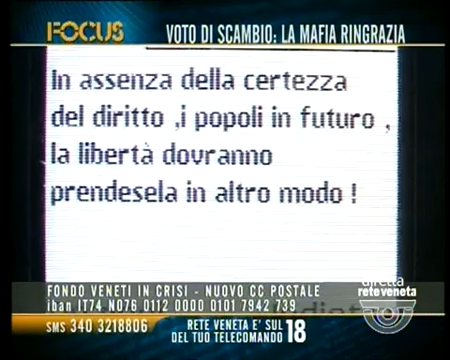 FOCUS
VOTO DI SCAMBIO: LA MAFIA RINGRAZIA
In assenza della certezza
del diritto ,i popoli in futuro ,
la libertà dovranno
prendesela in altro modo !
diretta
reteveneta
FONDO VENETI IN CRISI - NUOVO CC POSTALE
iban IT74 N076 0112 0000 0101 7942 739
SMS 340 3218806
RETE VENETA E' SUL 18
DEL TUO TELECOMANDO